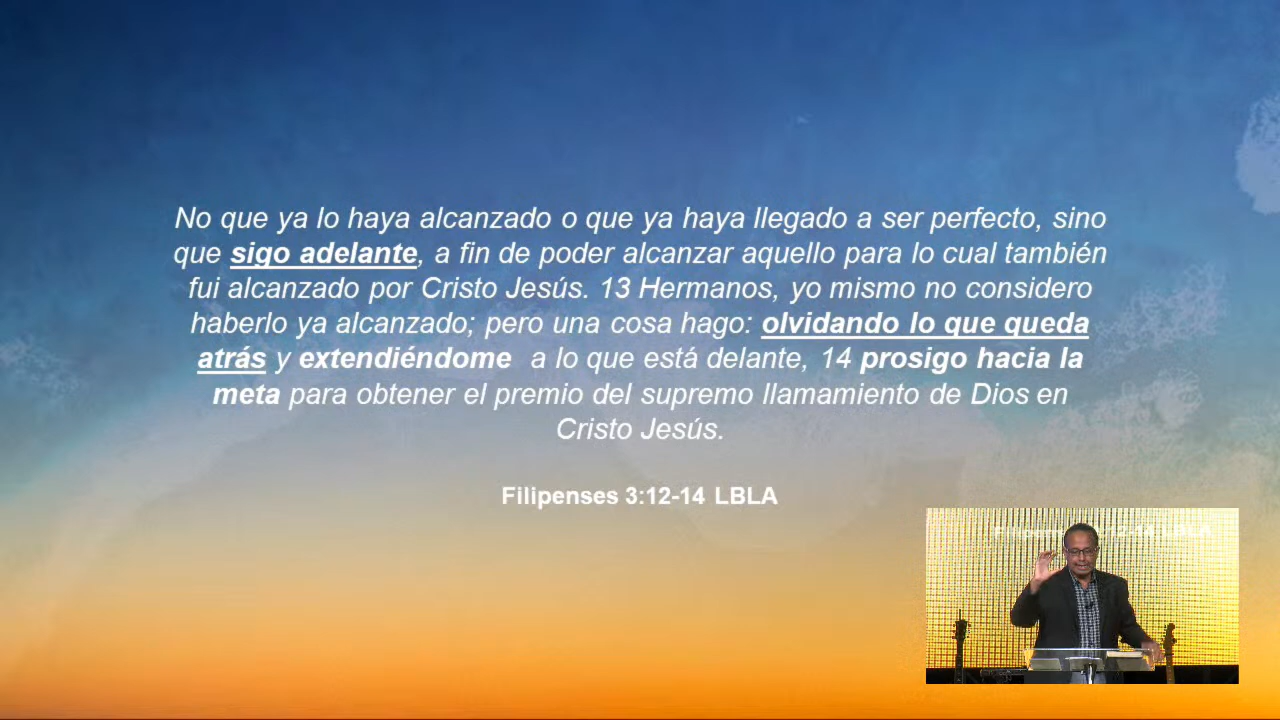 No que ya lo haya alcanzado o que ya haya llegado a ser perfecto, sino
que sigo adelante, a fin de poder alcanzar aquello para lo cual también
fui alcanzado por Cristo Jesús. 13 Hermanos, yo mismo no considero
haberlo ya alcanzado; pero una cosa hago: olvidando lo que queda
atrás y extendiéndome a lo que está delante, 14 prosigo hacia la
meta para obtener el premio del supremo llamamiento de Dios en
Cristo Jesús.
Filipenses 3:12-14 LBLA